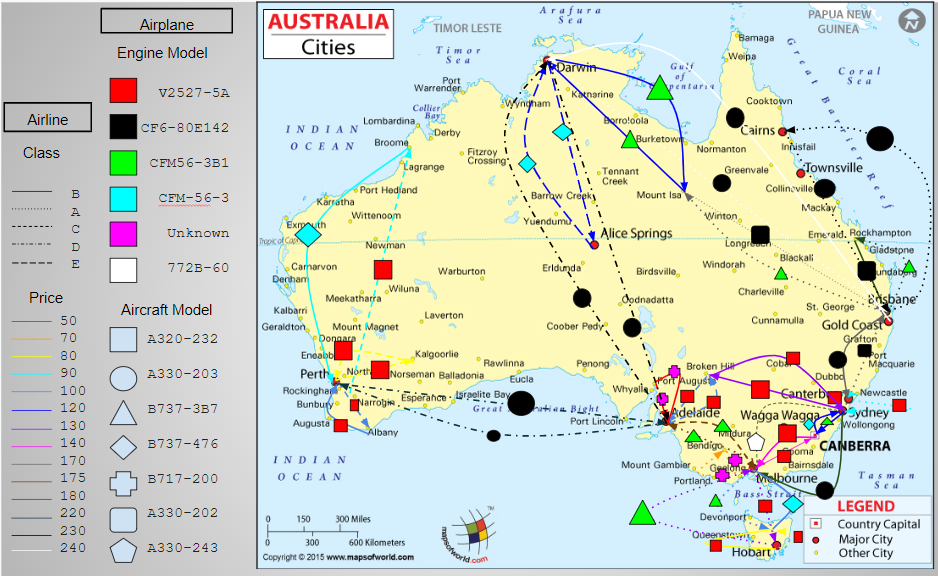 Airplane
Engine Model
v2527-5A
CF6-80E142
CFM56-3B1
CFM-56-3
Unknown
772B-60
Aircraft Model
A320-232
A330-203
B737-3B7
B737-476
B717-200
A330-202
A330-243
Airline
Class
B
A
C
D
E
Price
50
70
80
90
100
120
130
140
170
175
180
220
230
240
AUSTRALIA
Cities
TIMOR LESTE
Arafura
Sea
PAPUA NEW
GUINEA
N
Timor
Sea
Bamaga
Weipa
Gulf
of
Darwin
Port
Warrender
Katharine
Coral
Sea
Great Barrier Reef
Wyndham
Cooktown
Collier
Bay
Lombardina
Derby
Borroloola
Burketown
Cairns
Innisfail
INDIAN
OCEAN
Broome
Fitzroy
Crossing
Normanton
Lagrange
Greenvale
Townsville
Tennant
Creek
Collinsville
Port Hedland
Karratha
Barrow Creek
Mount Isa
Mackay
Wittenoom
Yuendumu
Winton
Exmouth
Alice Springs
Emerald
Rockhampton
Tropic of Cap
Newman
Longreach
Gladstone
Blackall
Carnarvon
Denham
Warburton
Erldunda
Birdsville
Windorah
Bundaberg
Wiluna
Meekatharra
Oodnadatta
Charleville
Kalbarri
St. George
Brisbane
Geraldton
Mount Magnet
Laverton
Coober Pedy
Cunnamulla
Gold Coast
Dongara
Grafton
Eneabba
Kalgoorlie
Rawlinna
Penong
Broken Hill
Cobar
Port
Macquarie
Perth
North
Norseman
Balladonia
Eucla
Port August
Dubbo
Rockingham
Whyalla
Narogin
Esperance
Israelite Bay
Canterb
Newcastle
Bunbury
Great Australian Bight
Adelaide
Wagga Wagga
Sydney
Augusta
Albany
Port Lincoln
Wollongong
Mildura
CANBERRA
Bendigo
Cooma
INDIAN
OCEAN
Mount Gambier
Geelong
Bairnsdale
Portland
Melbourne
Tasman
Sea
Bass Strait
Devonport
Queenstown
Hobart
0 150 300 Miles
0 300 600 Kilometers
Copyright © 2015 www.mapsofworld.com
mapsofworld.com
TM
LEGEND
Country Capital
Major City
Other City